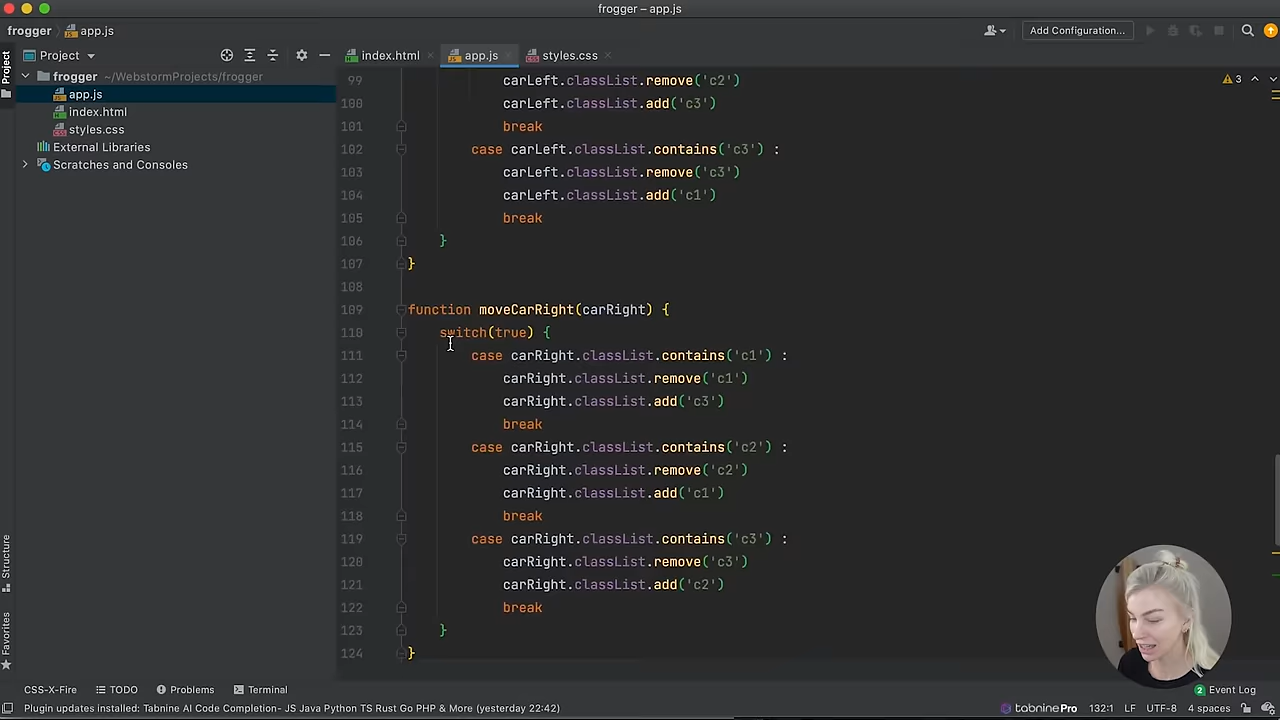 frogger – app.js
frogger app.js Add Configuration...
Project index.html app.js styles.css
Project
frogger ~/WebstormProjects/frogger
app.js
index.html
styles.css
External Libraries
Scratches and Consoles
Structure
Favorites
3
99 carLeft.classList.remove('c2')
100 carLeft.classList.add('c3')
101 break
102 case carLeft.classList.contains('c3') :
103 carLeft.classList.remove('c3')
104 carLeft.classList.add('c1')
105 break
106 }
107 }
108
109 function moveCarRight(carRight) {
110 switch(true) {
111 case carRight.classList.contains('c1') :
112 carRight.classList.remove('c1')
113 carRight.classList.add('c3')
114 break
115 case carRight.classList.contains('c2') :
116 carRight.classList.remove('c2')
117 carRight.classList.add('c1')
118 break
119 case carRight.classList.contains('c3') :
120 carRight.classList.remove('c3')
121 carRight.classList.add('c2')
122 break
123 }
124 }
CSS-X-Fire TODO Problems Terminal 2 Event Log
Plugin updates installed: Tabnine AI Code Completion- JS Java Python TS Rust Go PHP & More (yesterday 22:42) tabninePro 132:1 LF UTF-8 4 spaces